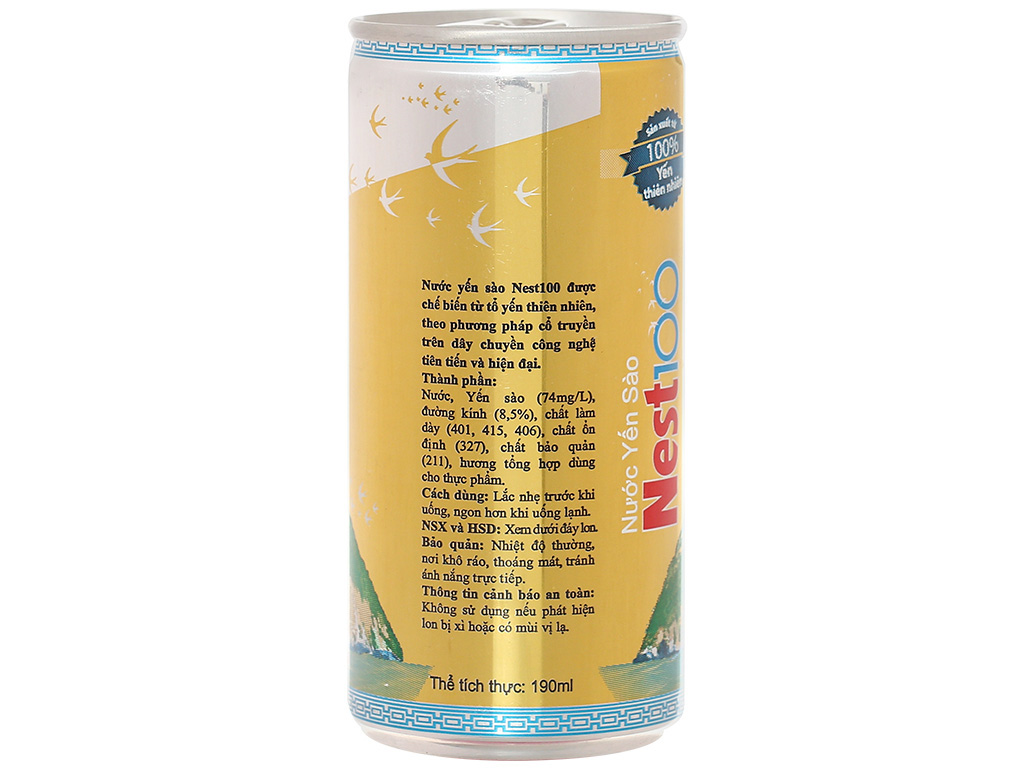 Sản xuất từ
100%
Yến
thiên nhiên
Nước Yến Sào
Nest100
Nước yến sào Nest100 được
chế biến từ tổ yến thiên nhiên,
theo phương pháp cổ truyền
trên dây chuyền công nghệ
tiên tiến và hiện đại.
Thành phần:
Nước, Yến sào (74mg/L),
đường kính (8,5%), chất làm
dày (401, 415, 406), chất ổn
định (327), chất bảo quản
(211), hương tổng hợp dùng
cho thực phẩm.
Cách dùng: Lắc nhẹ trước khi
uống, ngon hơn khi uống lạnh.
NSX và HSD: Xem dưới đáy lon.
Bảo quản: Nhiệt độ thường,
nơi khô ráo, thoáng mát, tránh
ánh nắng trực tiếp.
Thông tin cảnh báo an toàn:
Không sử dụng nếu phát hiện
lon bị xì hoặc có mùi vị lạ.
Thể tích thực: 190ml